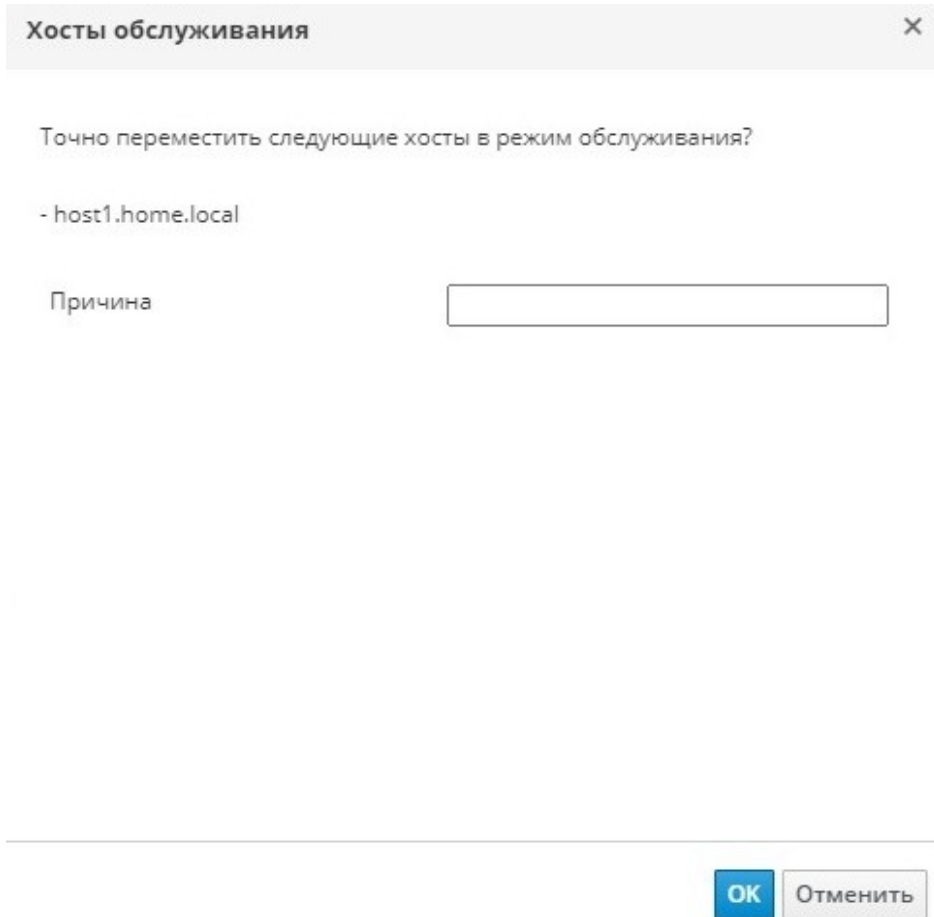 Хосты обслуживания
Точно переместить следующие хосты в режим обслуживания?
- host1.home.local
Причина
OK Отменить